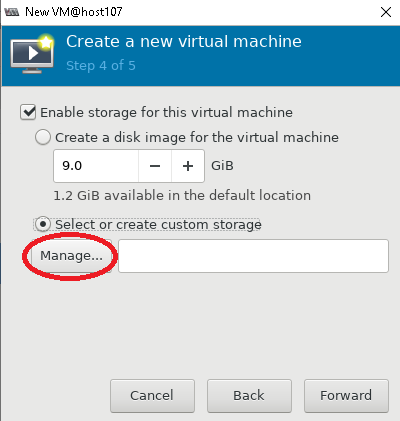 New VM@host107
Create a new virtual machine
Step 4 of 5
Enable storage for this virtual machine
Create a disk image for the virtual machine
9.0 − + GiB
1.2 GiB available in the default location
Select or create custom storage
Manage...
Cancel Back Forward